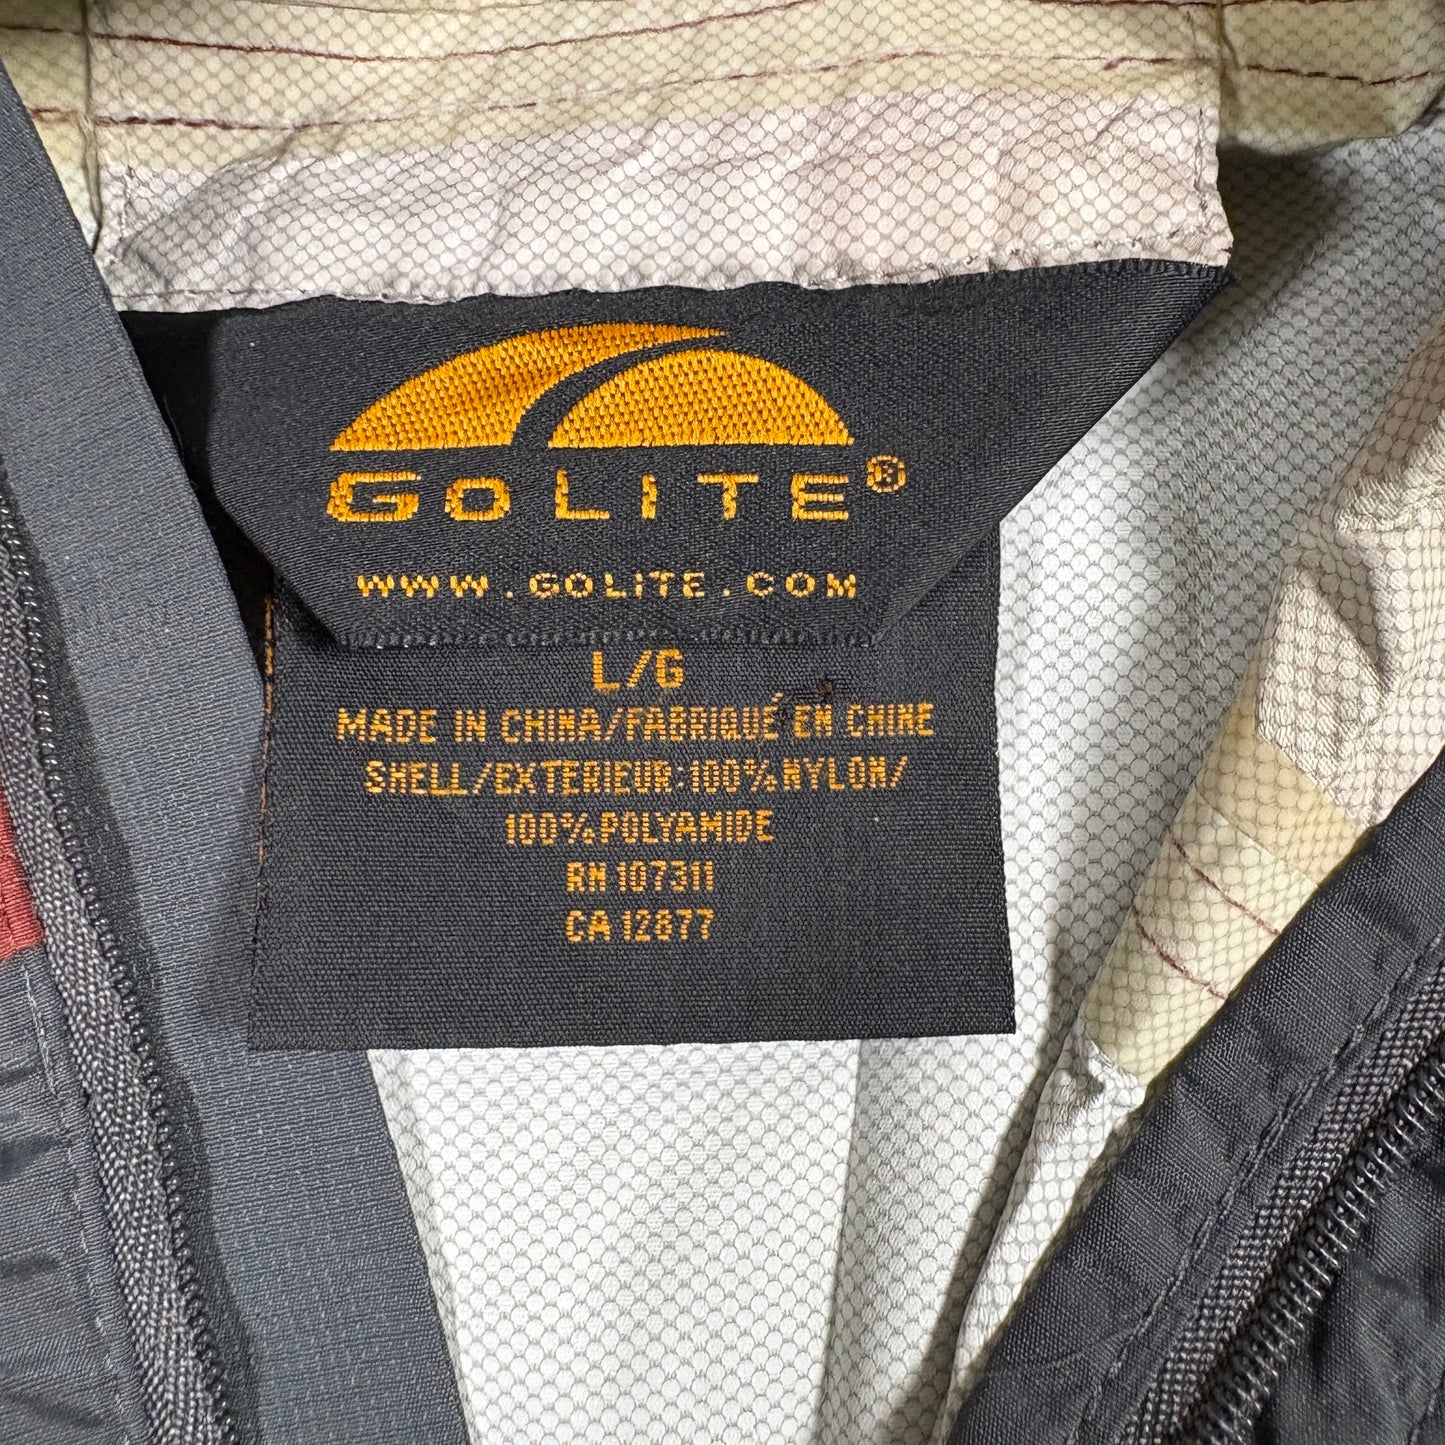 GOLITE®
WWW.GOLITE.COM
L/G
MADE IN CHINA/FABRIQUÉ EN CHINE
SHELL/EXTERIEUR:100%NYLON/
100%POLYAMIDE
RN 107311
CA 12877